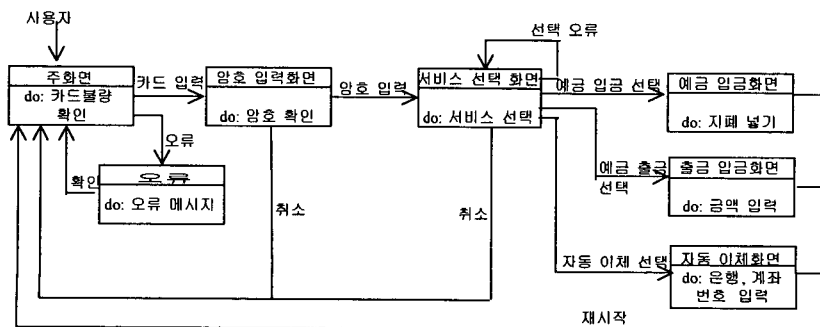 사용자
주화면
do: 카드불량
확인
카드 입력
암호 입력화면
do: 암호 확인
암호 입력
선택 오류
서비스 선택 화면
do: 서비스 선택
예금 입금 선택
예금 입금화면
do: 지폐 넣기
오류
확인
오류
do: 오류 메시지
취소
취소
예금 출금
선택
출금 입금화면
do: 금액 입력
자동 이체 선택
자동 이체화면
do: 운행, 계좌
번호 입력
재시작